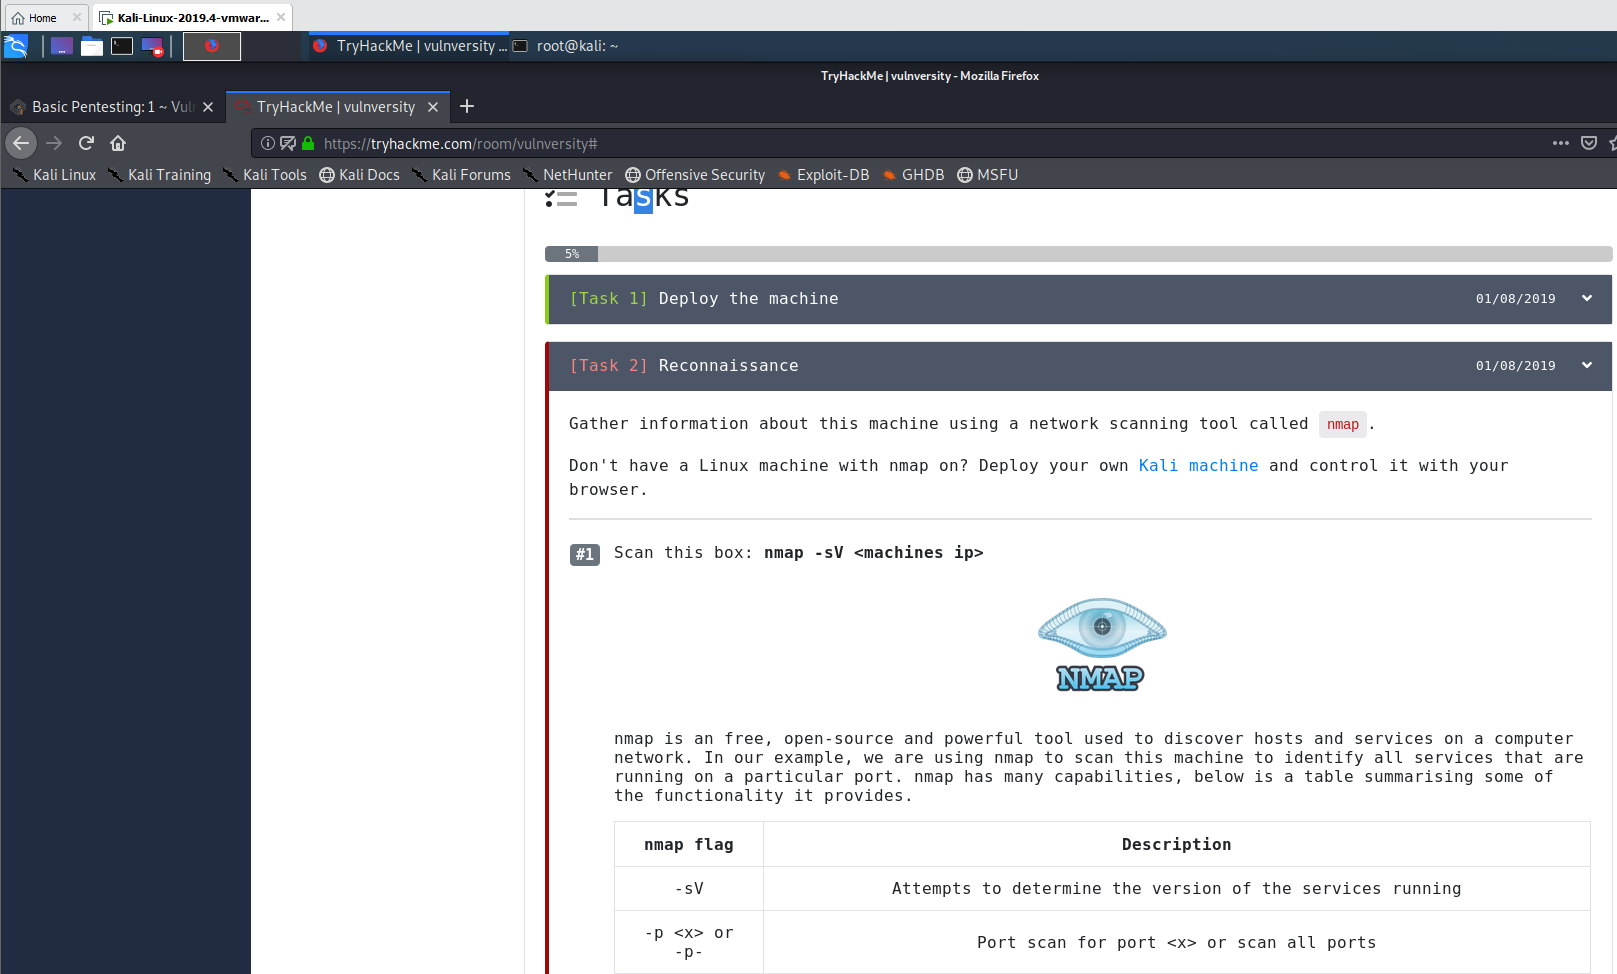 Home
Kali-Linux-2019.4-vmwar...
TryHackMe | vulnversity ...
root@kali: ~
TryHackMe | vulnversity - Mozilla Firefox
Basic Pentesting: 1 ~ Vul
TryHackMe | vulnversity
https://tryhackme.com/room/vulnversity#
Kali Linux Kali Training Kali Tools Kali Docs Kali Forums NetHunter Offensive Security Exploit-DB GHDB MSFU
Tasks
5%
[Task 1] Deploy the machine 01/08/2019
[Task 2] Reconnaissance 01/08/2019
Gather information about this machine using a network scanning tool called nmap.
Don't have a Linux machine with nmap on? Deploy your own Kali machine and control it with your
browser.
#1 Scan this box: nmap -sV <machines ip>
NMAP
nmap is an free, open-source and powerful tool used to discover hosts and services on a computer
network. In our example, we are using nmap to scan this machine to identify all services that are
running on a particular port. nmap has many capabilities, below is a table summarising some of
the functionality it provides.
nmap flag Description
-sV Attempts to determine the version of the services running
-p <x> or
-p-
Port scan for port <x> or scan all ports